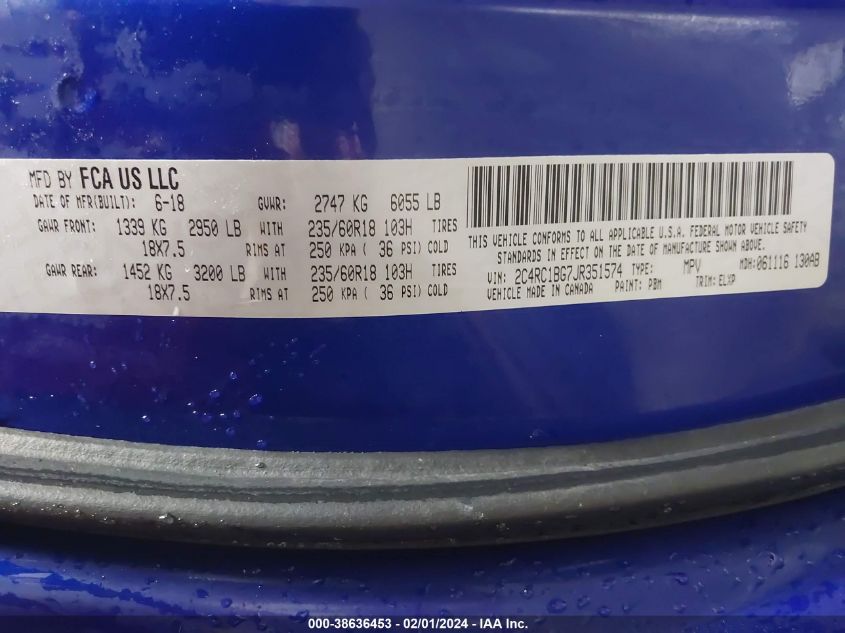 MFD BY FCA US LLC
DATE OF MFR(BUILT): 6-18 GVWR: 2747 KG 6055 LB
GAWR FRONT: 1339 KG 2950 LB WITH 235/60R18 103H TIRES
18X7.5 RIMS AT 250 KPA ( 36 PSI) COLD
GAWR REAR: 1452 KG 3200 LB WITH 235/60R18 103H TIRES
18X7.5 RIMS AT 250 KPA ( 36 PSI) COLD
THIS VEHICLE CONFORMS TO ALL APPLICABLE U.S.A. FEDERAL MOTOR VEHICLE SAFETY
STANDARDS IN EFFECT ON THE DATE OF MANUFACTURE SHOWN ABOVE.
VIN: 2C4RC1BG7JR351574 TYPE: MPV MDH:061116 130AB
VEHICLE MADE IN CANADA PAINT: PBM TRIM: ELXP
000-38636453 - 02/01/2024 - IAA Inc.